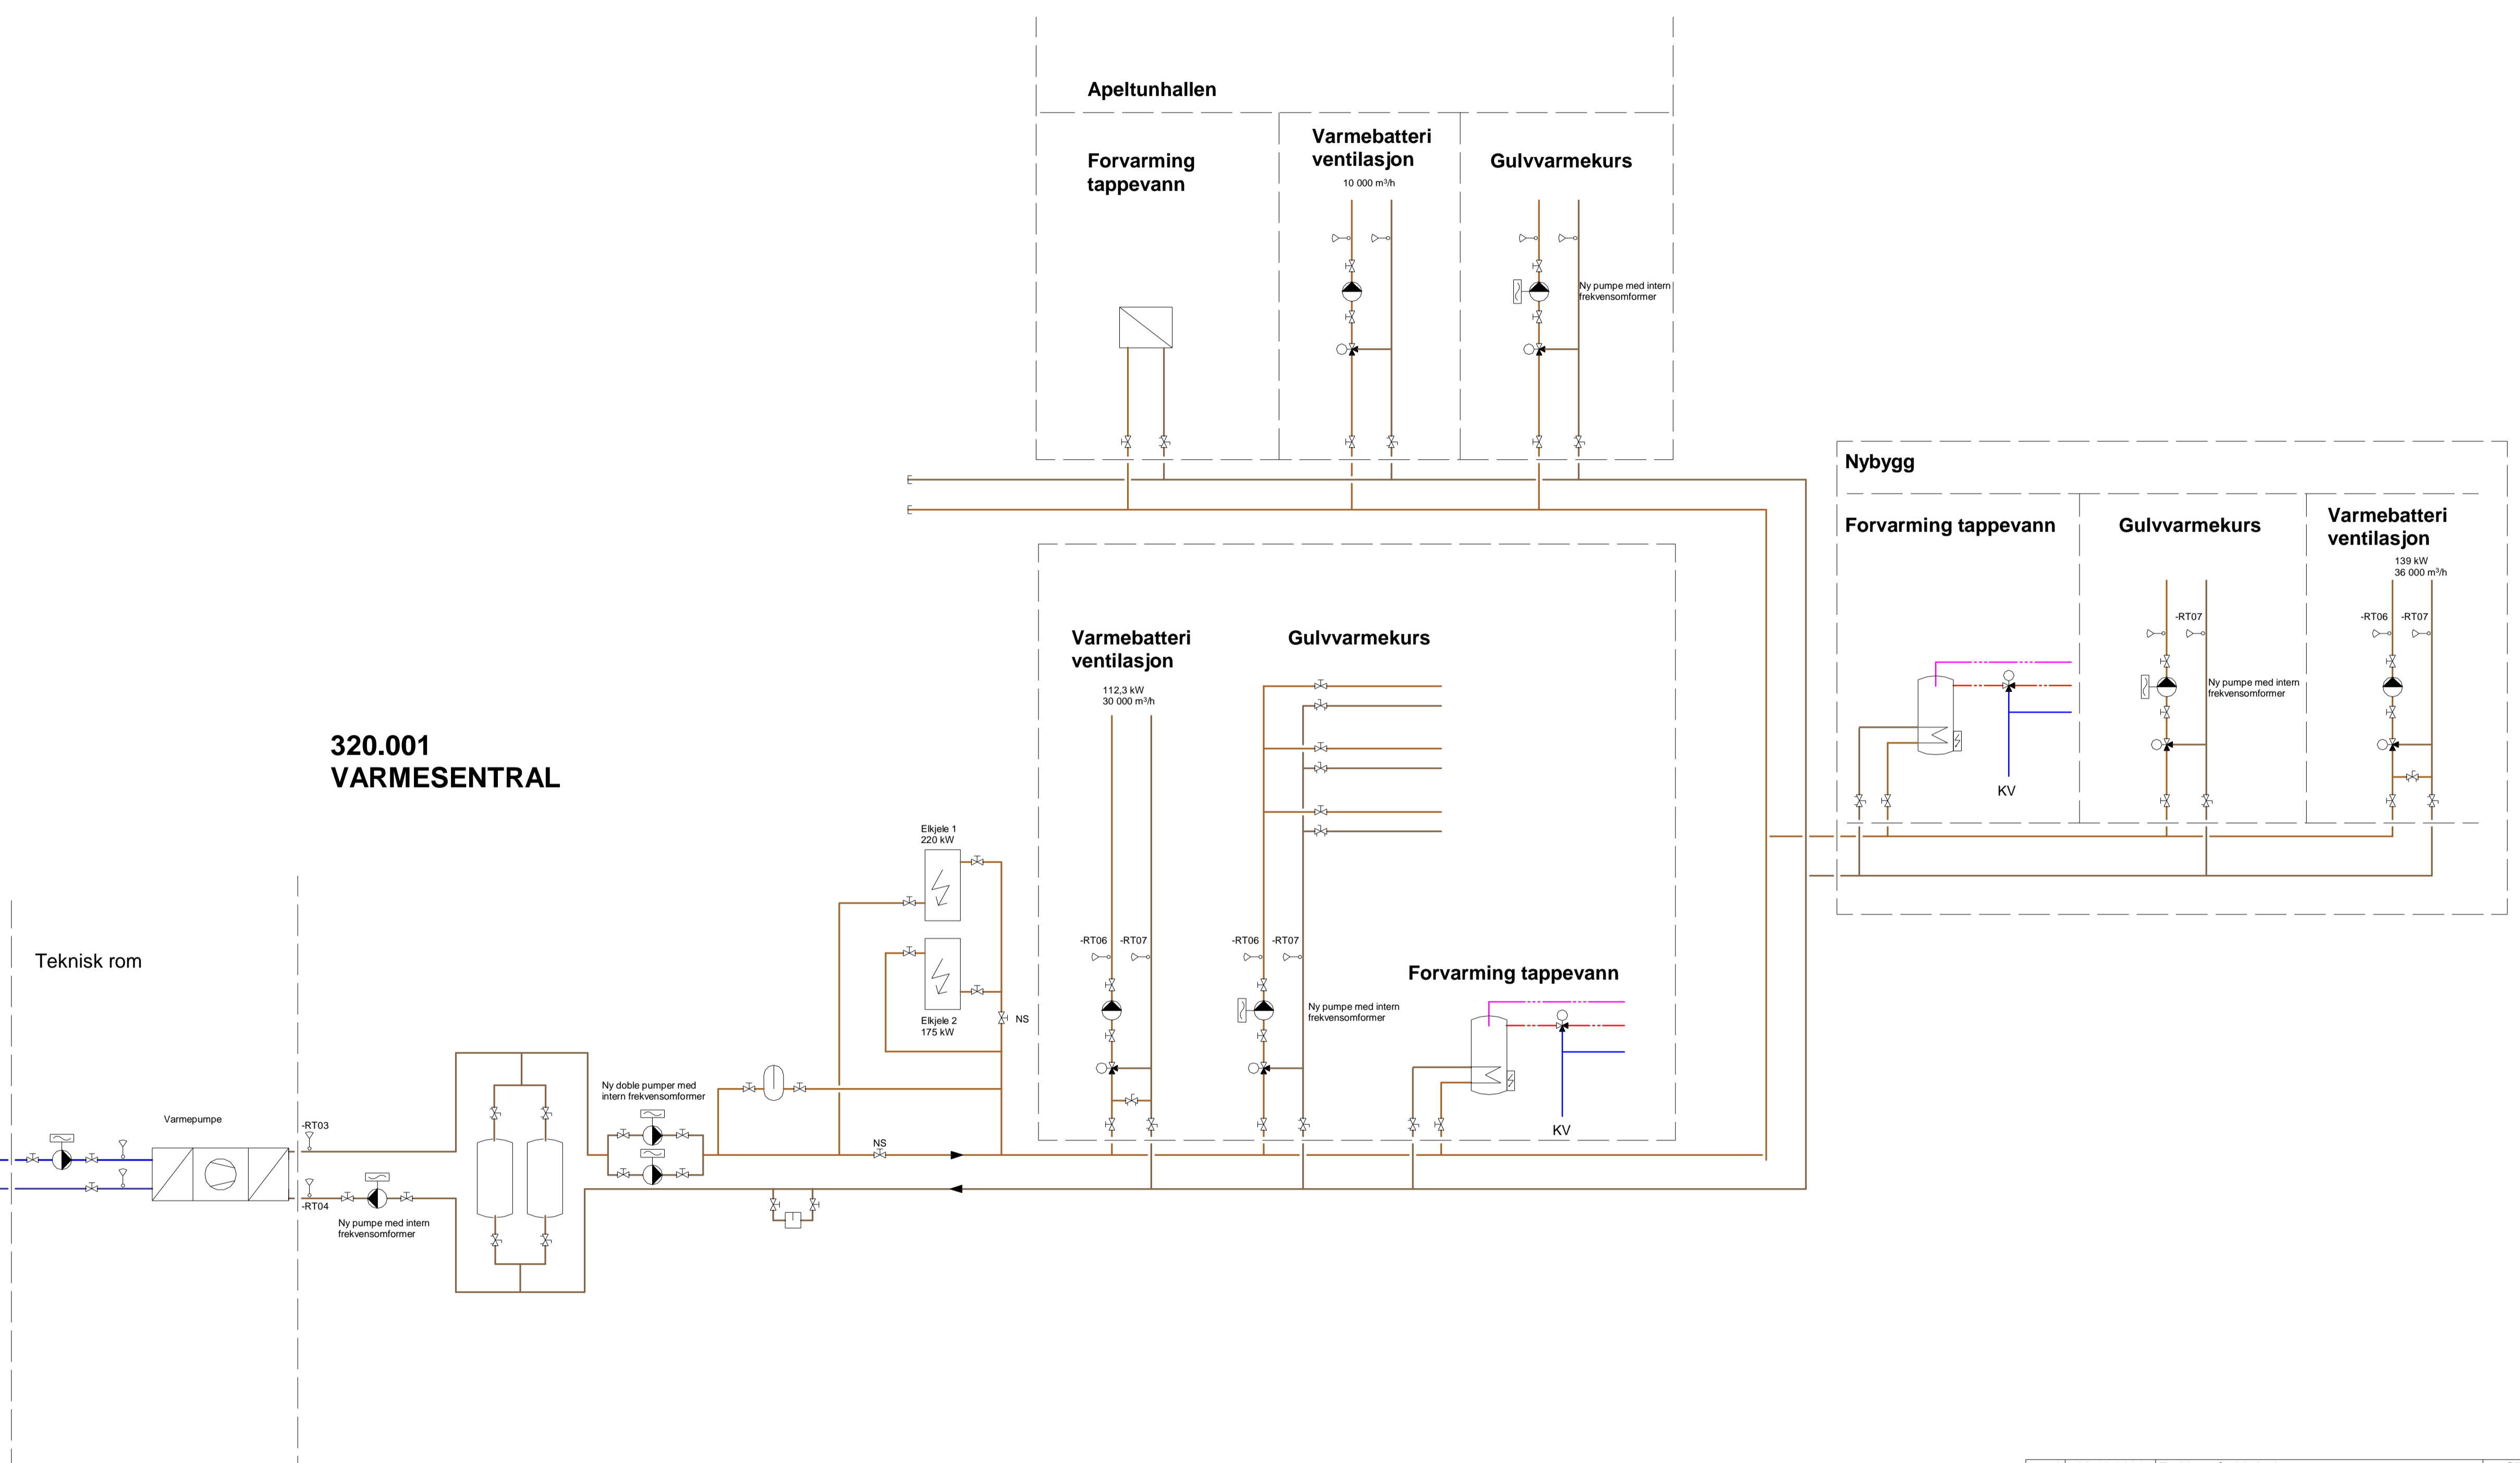 Apeltunhallen
Forvarming
tappevann
Varmebatteri
ventilasjon
10 000 m³/h
Gulvvarmekurs
Ny pumpe med intern
frekvensomformer
Nybygg
Forvarming tappevann
KV
Gulvvarmekurs
-RT07
Ny pumpe med intern
frekvensomformer
Varmebatteri
ventilasjon
139 kW
36 000 m³/h
-RT06
-RT07
Varmebatteri
ventilasjon
112,3 kW
30 000 m³/h
-RT06
-RT07
Gulvvarmekurs
-RT06
-RT07
Ny pumpe med intern
frekvensomformer
Forvarming tappevann
KV
320.001
VARMESENTRAL
Elkjele 1
220 kW
Elkjele 2
175 kW
NS
NS
Teknisk rom
Varmepumpe
-RT03
-RT04
Ny pumpe med intern
frekvensomformer
Ny doble pumper med
intern frekvensomformer